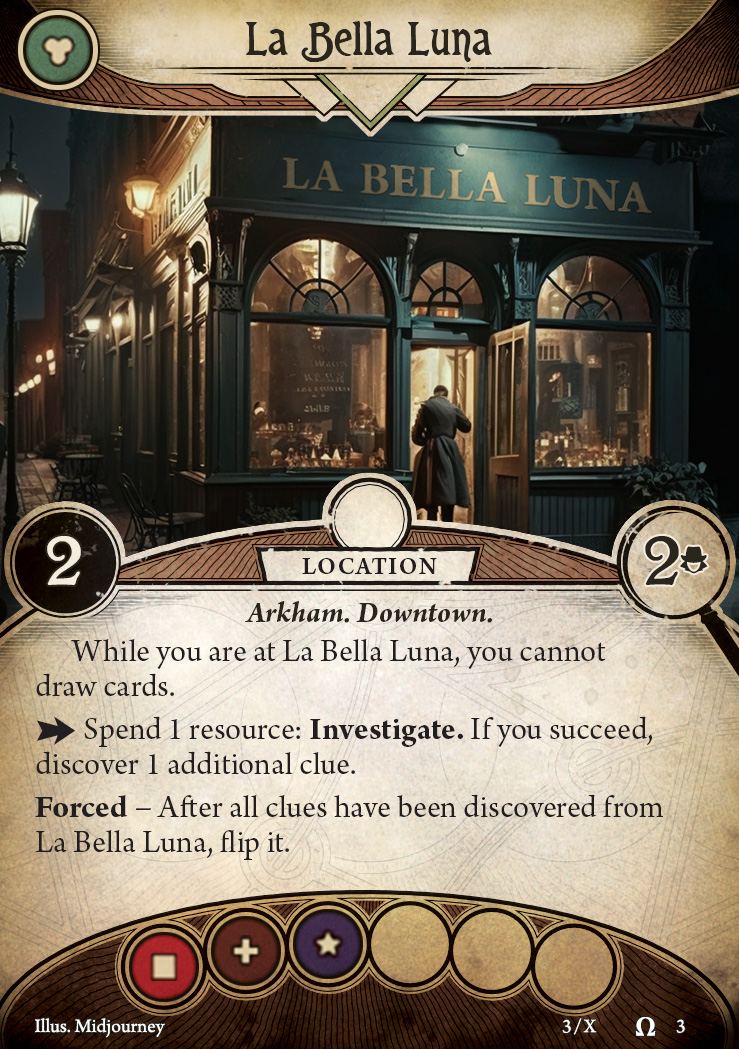 La Bella Luna
LA BELLA LUNA
2
LOCATION
2
Arkham. Downtown.
While you are at La Bella Luna, you cannot
draw cards.
Spend 1 resource: Investigate. If you succeed,
discover 1 additional clue.
Forced – After all clues have been discovered from
La Bella Luna, flip it.
Illus. Midjourney
3/X
Ω
3